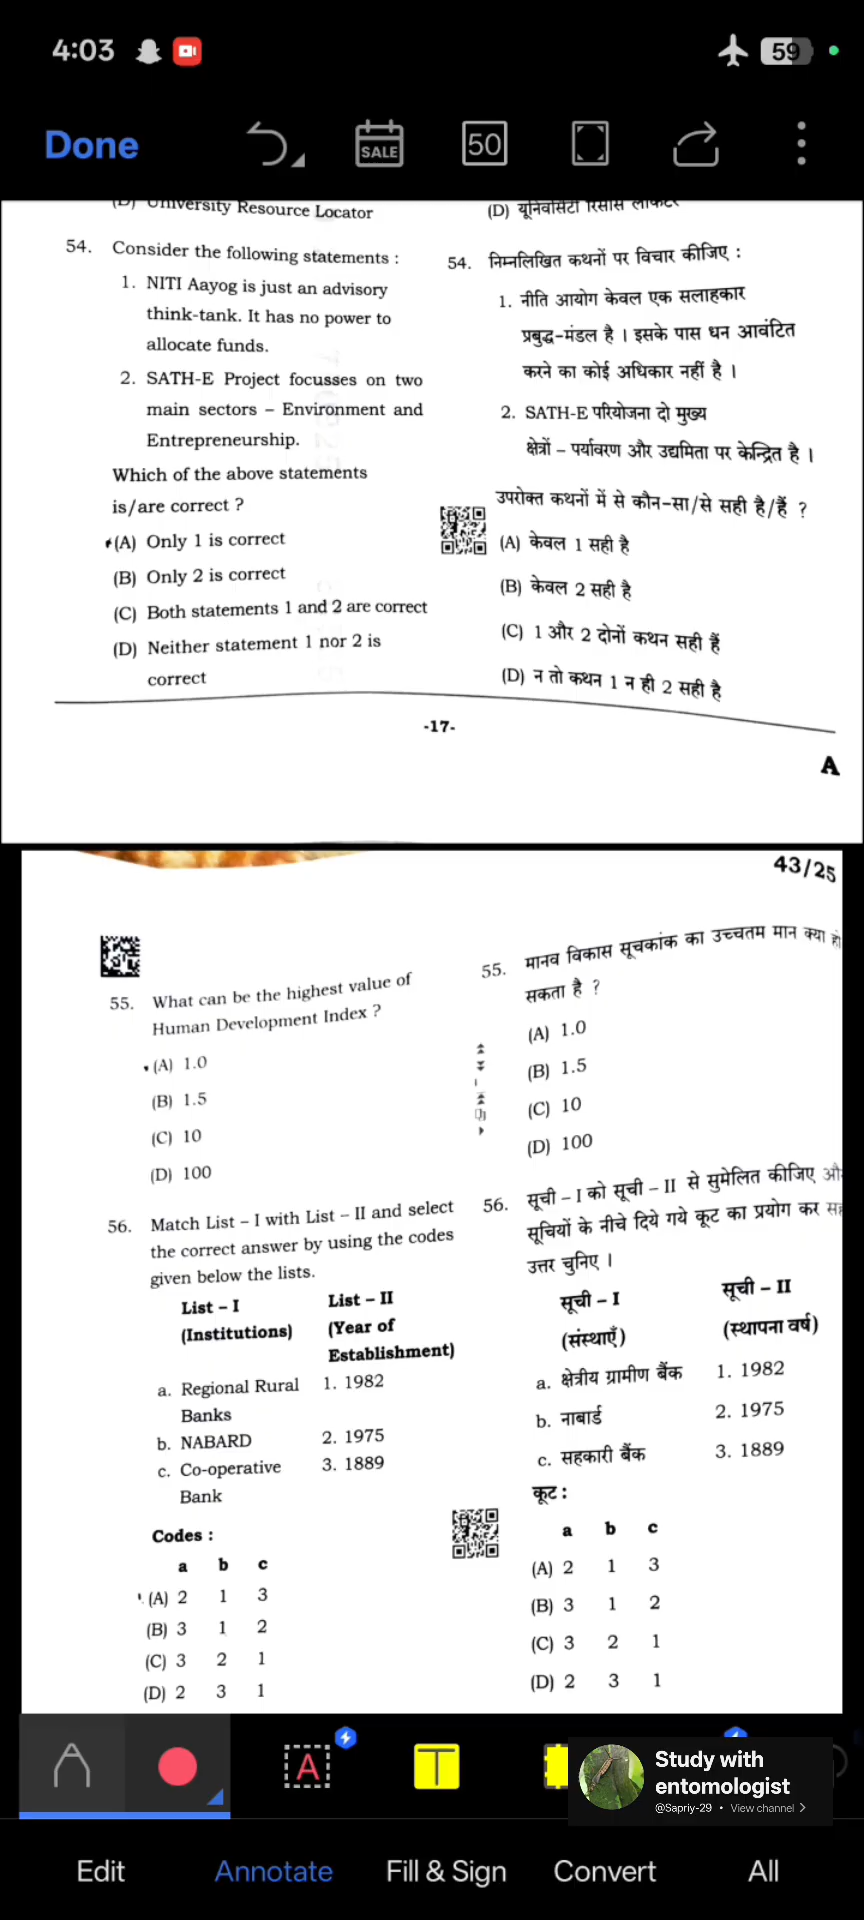 4:03
59
Done
SALE
50
(D) University Resource Locator
54. Consider the following statements :
1. NITI Aayog is just an advisory
think-tank. It has no power to
allocate funds.
2. SATH-E Project focusses on two
main sectors – Environment and
Entrepreneurship.
Which of the above statements
is/are correct ?
(A) Only 1 is correct
(B) Only 2 is correct
(C) Both statements 1 and 2 are correct
(D) Neither statement 1 nor 2 is
correct
(D) यूनिवर्सिटी रिसोर्स लोकेटर
54. निम्नलिखित कथनों पर विचार कीजिए :
1. नीति आयोग केवल एक सलाहकार
प्रबुद्ध-मंडल है । इसके पास धन आवंटित
करने का कोई अधिकार नहीं है ।
2. SATH-E परियोजना दो मुख्य
क्षेत्रों – पर्यावरण और उद्यमिता पर केन्द्रित है ।
उपरोक्त कथनों में से कौन-सा/से सही है/हैं ?
(A) केवल 1 सही है
(B) केवल 2 सही है
(C) 1 और 2 दोनों कथन सही हैं
(D) न तो कथन 1 न ही 2 सही है
-17-
A
43/25
55. What can be the highest value of
Human Development Index ?
(A) 1.0
(B) 1.5
(C) 10
(D) 100
56. Match List – I with List – II and select
the correct answer by using the codes
given below the lists.
List – I List – II
(Institutions) (Year of
Establishment)
a. Regional Rural 1. 1982
Banks
b. NABARD 2. 1975
c. Co-operative 3. 1889
Bank
Codes :
a b c
(A) 2 1 3
(B) 3 1 2
(C) 3 2 1
(D) 2 3 1
55. मानव विकास सूचकांक का उच्चतम मान क्या हो
सकता है ?
(A) 1.0
(B) 1.5
(C) 10
(D) 100
56. सूची – I को सूची – II से सुमेलित कीजिए औ
सूचियों के नीचे दिये गये कूट का प्रयोग कर स
उत्तर चुनिए ।
सूची – I सूची – II
(संस्थाएँ) (स्थापना वर्ष)
a. क्षेत्रीय ग्रामीण बैंक 1. 1982
b. नाबार्ड 2. 1975
c. सहकारी बैंक 3. 1889
कूट :
a b c
(A) 2 1 3
(B) 3 1 2
(C) 3 2 1
(D) 2 3 1
A
T
Study with
entomologist
@Sapriy-29 • View channel >
Edit
Annotate
Fill & Sign
Convert
All